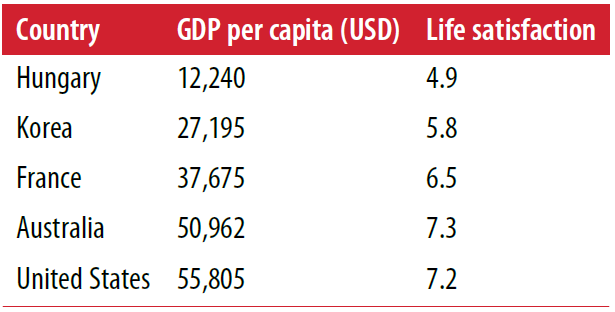 Country GDP per capita (USD) Life satisfaction
Hungary 12,240 4.9
Korea 27,195 5.8
France 37,675 6.5
Australia 50,962 7.3
United States 55,805 7.2